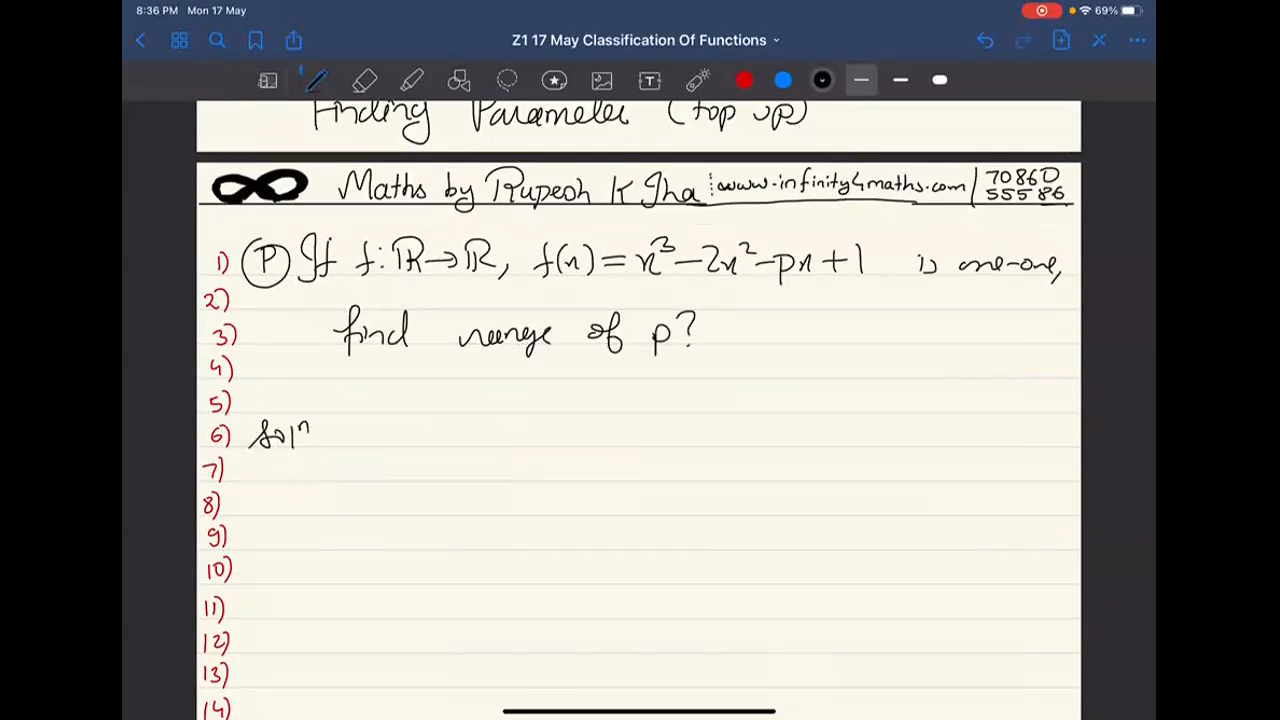 8:36 PM Mon 17 May 69%
Z1 17 May Classification Of Functions
Finding Parameter (top up)
∞ Maths by Rupesh K Jha www.infinity4maths.com / 70860 55586
1) (P) If f: ℝ→ℝ, f(x) = x³ − 2x² − px + 1 is one-one,
2)
3) find range of p?
4)
5)
6) Solⁿ
7)
8)
9)
10)
11)
12)
13)
14)